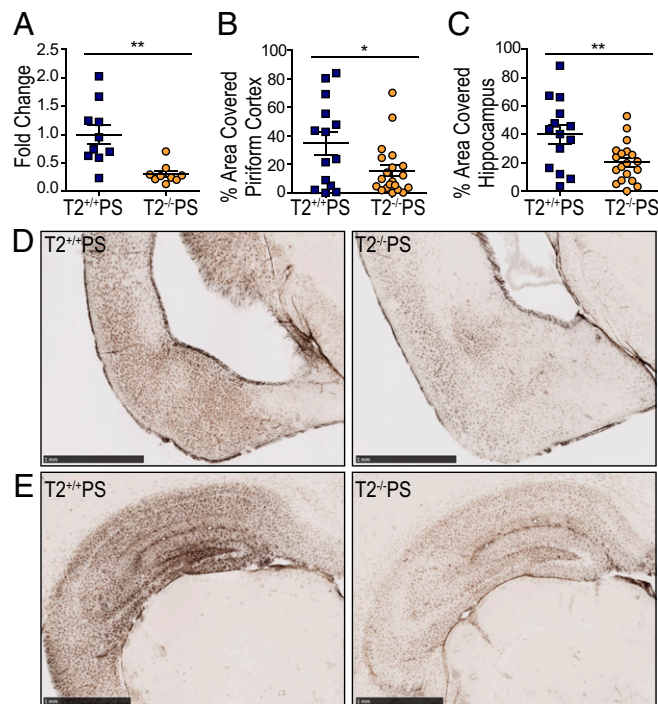 A
**
Fold Change
2.5
2.0
1.5
1.0
0.5
0.0
T2+/+PS T2-/-PS
B
*
% Area Covered
Piriform Cortex
100
80
60
40
20
0
T2+/+PS T2-/-PS
C
**
% Area Covered
Hippocampus
100
80
60
40
20
0
T2+/+PS T2-/-PS
D
T2+/+PS
1 mm
T2-/-PS
1 mm
E
T2+/+PS
1 mm
T2-/-PS
1 mm